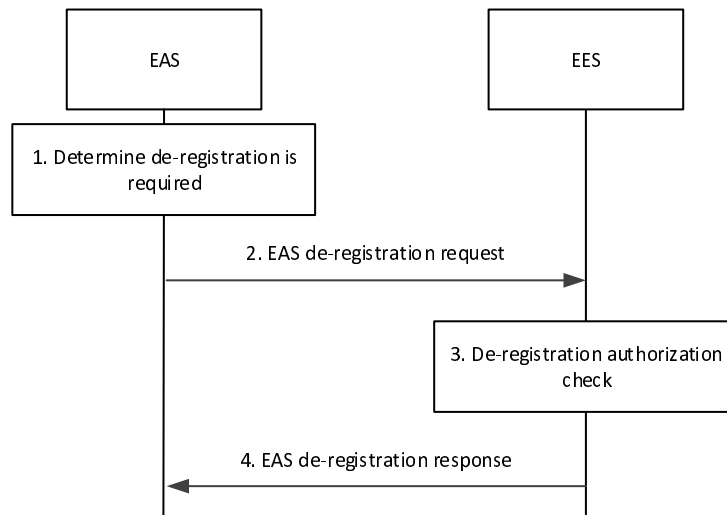 EAS
EES
1. Determine de-registration is
required
2. EAS de-registration request
3. De-registration authorization
check
4. EAS de-registration response